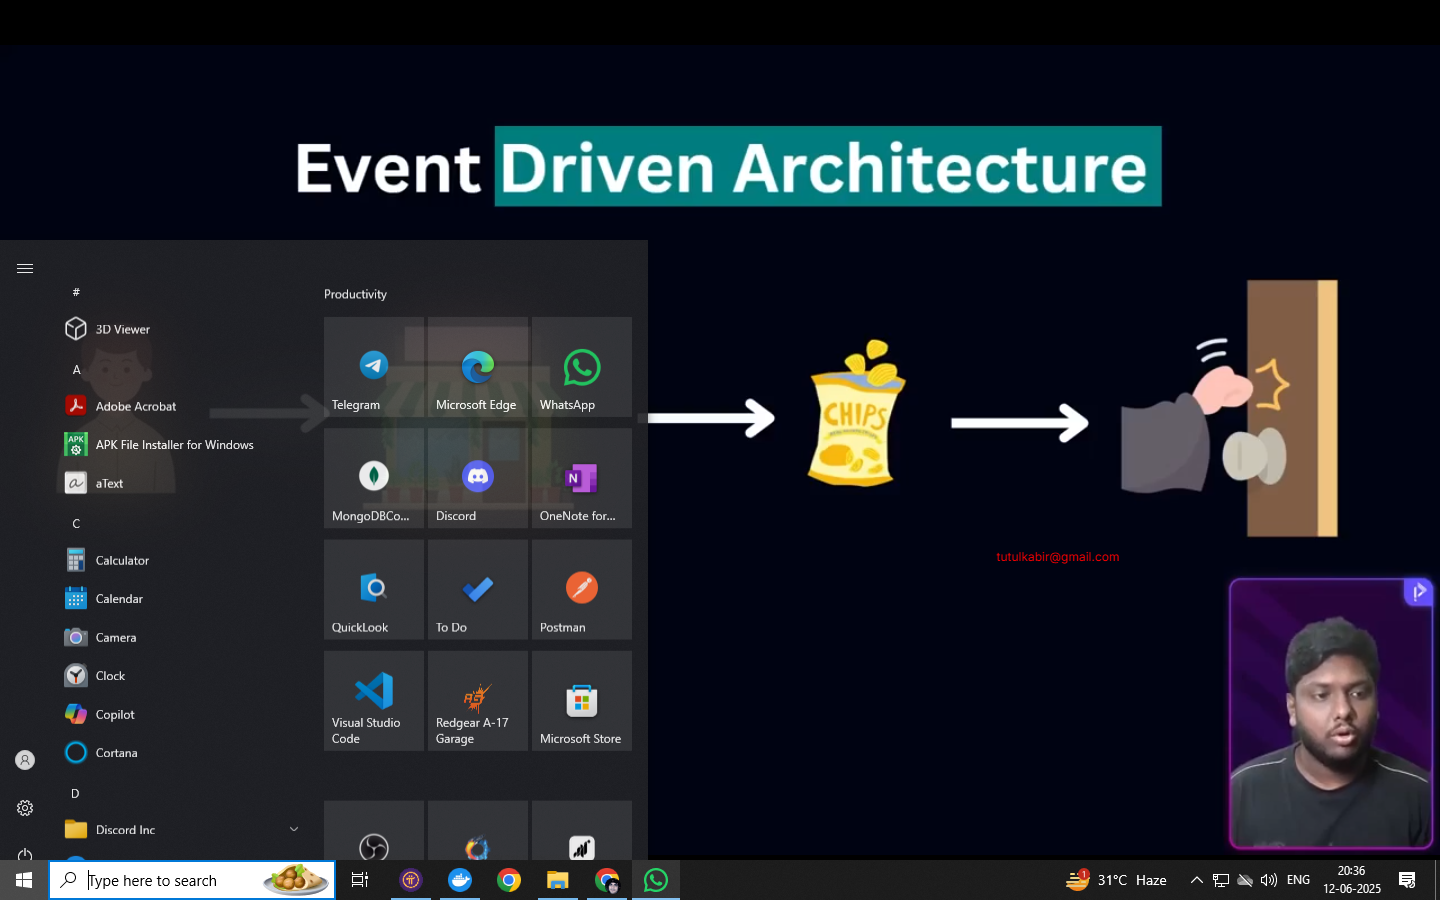 Event Driven Architecture
#
Productivity
3D Viewer
A
Adobe Acrobat
APK File Installer for Windows
aText
C
Calculator
Calendar
Camera
Clock
Copilot
Cortana
D
Discord Inc
Telegram
Microsoft Edge
WhatsApp
MongoDBCo...
Discord
OneNote for...
QuickLook
To Do
Postman
Visual Studio
Code
Redgear A-17
Garage
Microsoft Store
CHIPS
tutulkabir@gmail.com
Type here to search
1
31°C Haze
ENG
20:36
12-06-2025